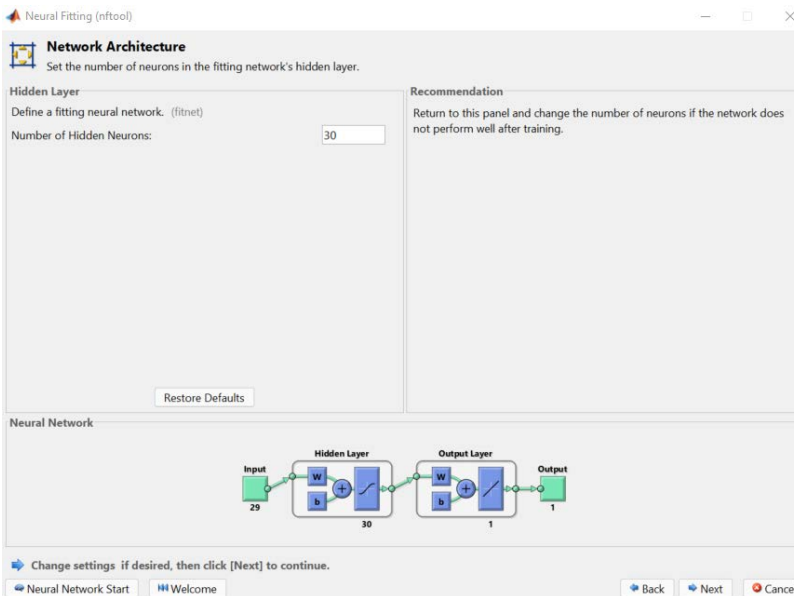 Neural Fitting (nftool)
Network Architecture
Set the number of neurons in the fitting network's hidden layer.
Hidden Layer
Define a fitting neural network. (fitnet)
Number of Hidden Neurons: 30
Restore Defaults
Recommendation
Return to this panel and change the number of neurons if the network does
not perform well after training.
Neural Network
Hidden Layer
Output Layer
Input
Output
W
b
W
b
29
30
1
1
Change settings if desired, then click [Next] to continue.
Neural Network Start
Welcome
Back
Next
Cance